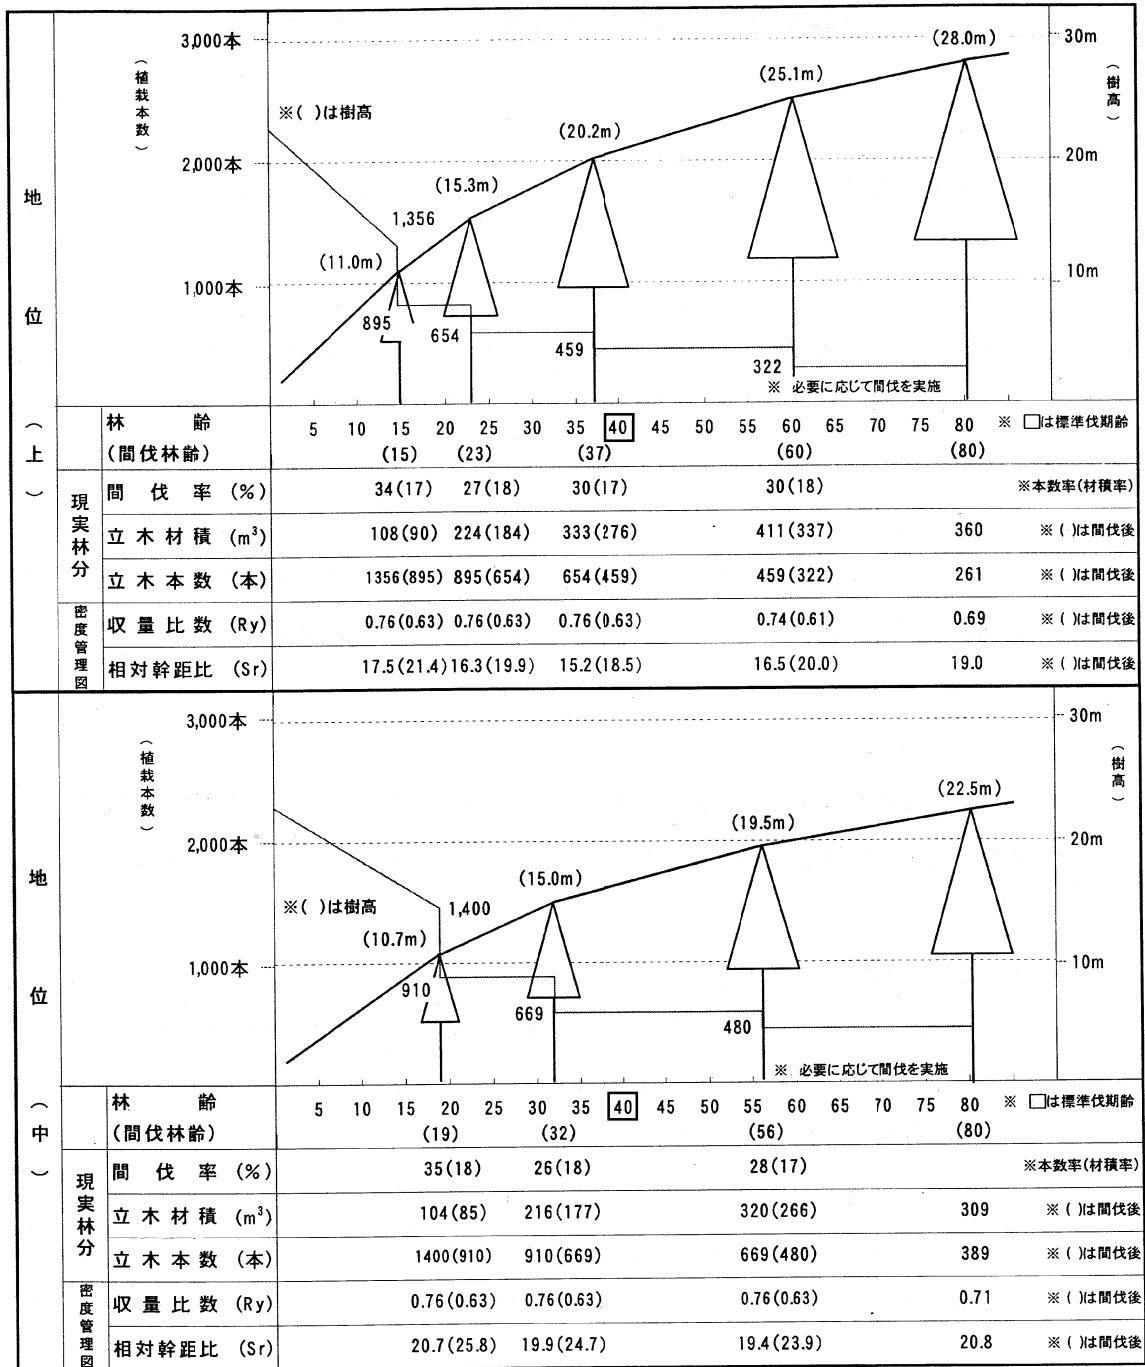 3,000本
30m
(28.0m)
(植栽本数)
(樹高)
(25.1m)
※( )は樹高
(20.2m)
2,000本
20m
(15.3m)
1,356
(11.0m)
1,000本
10m
895
654
459
322
※ 必要に応じて間伐を実施
地位(上)
林齢 5 10 15 20 25 30 35 40 45 50 55 60 65 70 75 80 ※ □は標準伐期齢
(間伐林齢) (15) (23) (37) (60) (80)
現実林分
間伐率 (%) 34(17) 27(18) 30(17) 30(18) ※本数率(材積率)
立木材積 (m³) 108(90) 224(184) 333(276) 411(337) 360 ※( )は間伐後
立木本数 (本) 1356(895) 895(654) 654(459) 459(322) 261 ※( )は間伐後
密度管理図
収量比数 (Ry) 0.76(0.63) 0.76(0.63) 0.76(0.63) 0.74(0.61) 0.69 ※( )は間伐後
相対幹距比 (Sr) 17.5(21.4) 16.3(19.9) 15.2(18.5) 16.5(20.0) 19.0 ※( )は間伐後
3,000本
30m
(植栽本数)
(樹高)
(22.5m)
(19.5m)
2,000本
20m
(15.0m)
※( )は樹高
1,400
(10.7m)
1,000本
10m
910
669
480
※ 必要に応じて間伐を実施
地位(中)
林齢 5 10 15 20 25 30 35 40 45 50 55 60 65 70 75 80 ※ □は標準伐期齢
(間伐林齢) (19) (32) (56) (80)
現実林分
間伐率 (%) 35(18) 26(18) 28(17) ※本数率(材積率)
立木材積 (m³) 104(85) 216(177) 320(266) 309 ※( )は間伐後
立木本数 (本) 1400(910) 910(669) 669(480) 389 ※( )は間伐後
密度管理図
収量比数 (Ry) 0.76(0.63) 0.76(0.63) 0.76(0.63) 0.71 ※( )は間伐後
相対幹距比 (Sr) 20.7(25.8) 19.9(24.7) 19.4(23.9) 20.8 ※( )は間伐後